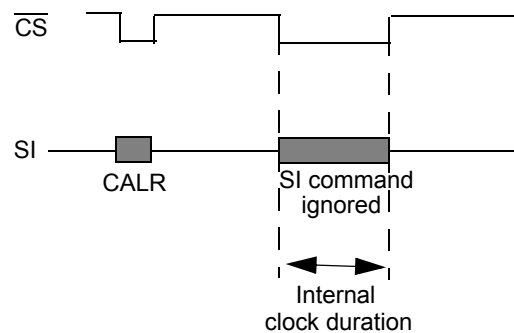 CS
SI
CALR
SI command
ignored
Internal
clock duration